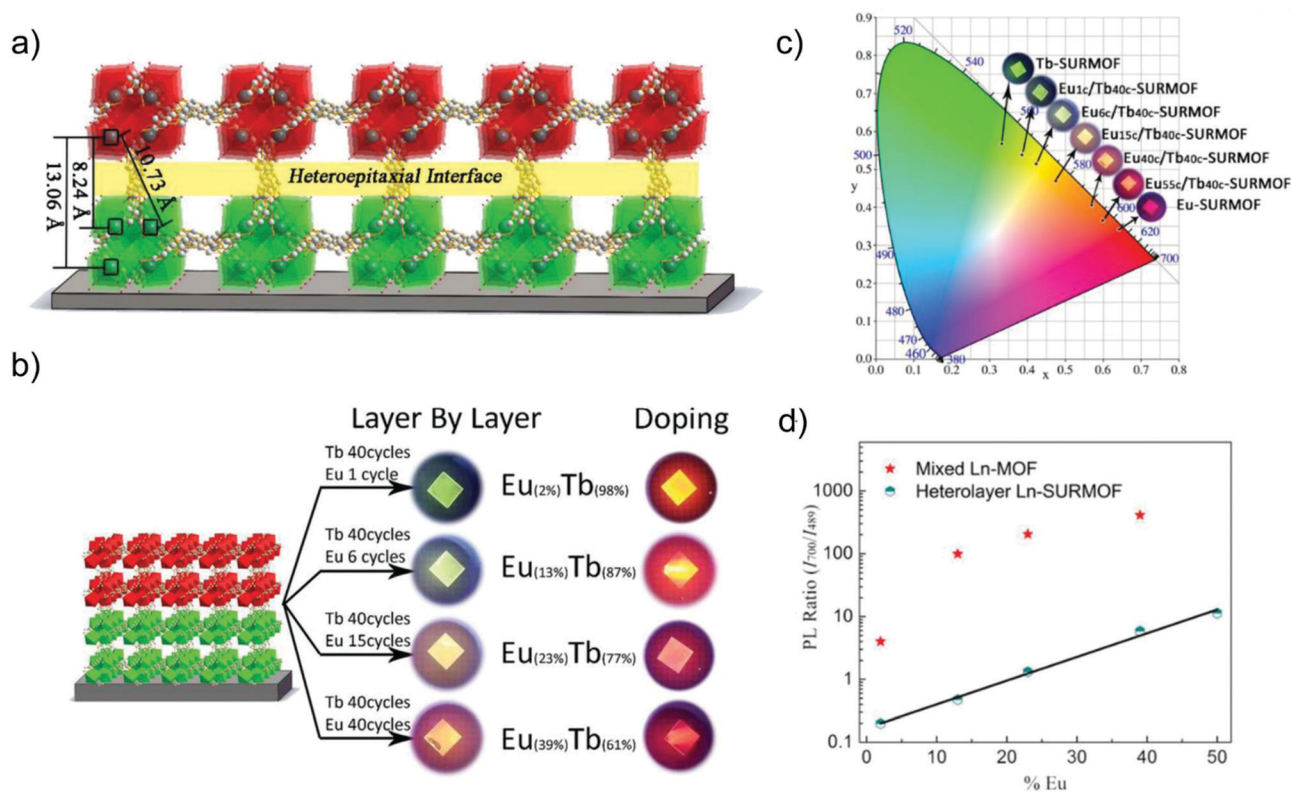 a)
Heteroepitaxial Interface
10.73 Å
8.24 Å
13.06 Å
b)
Layer By Layer
Doping
Tb 40cycles
Eu 1 cycle
Eu(2%)Tb(98%)
Tb 40cycles
Eu 6 cycles
Eu(13%)Tb(87%)
Tb 40cycles
Eu 15cycles
Eu(23%)Tb(77%)
Tb 40cycles
Eu 40cycles
Eu(39%)Tb(61%)
c)
0.9
0.8
0.7
0.6
0.5
y
0.4
0.3
0.2
0.1
0.0
0.0 0.1 0.2 0.3 0.4 0.5 0.6 0.7 0.8
x
520
540
560
580
600
620
700
500
490
480
470
460
380
Tb-SURMOF
Eu1c/Tb40c-SURMOF
Eu6c/Tb40c-SURMOF
Eu15c/Tb40c-SURMOF
Eu40c/Tb40c-SURMOF
Eu55c/Tb40c-SURMOF
Eu-SURMOF
d)
Mixed Ln-MOF
Heterolayer Ln-SURMOF
PL Ratio (I700/I489)
1000
100
10
1
0.1
0 10 20 30 40 50
% Eu